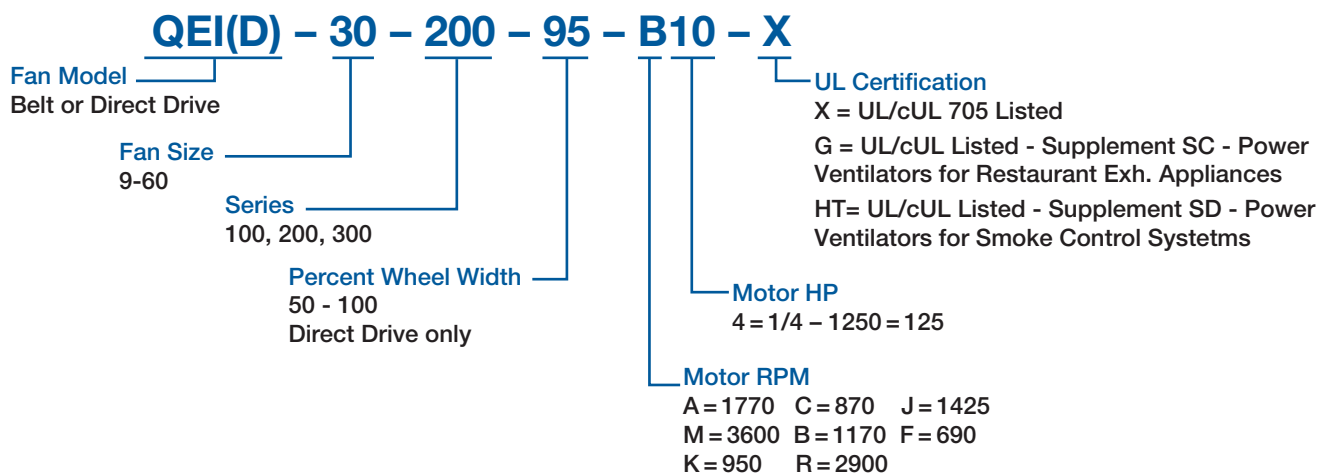 QEI(D) – 30 – 200 – 95 – B10 – X
Fan Model
Belt or Direct Drive
Fan Size
9-60
Series
100, 200, 300
Percent Wheel Width
50 - 100
Direct Drive only
UL Certification
X = UL/cUL 705 Listed
G = UL/cUL Listed - Supplement SC - Power
Ventilators for Restaurant Exh. Appliances
HT= UL/cUL Listed - Supplement SD - Power
Ventilators for Smoke Control Systetms
Motor HP
4 = 1/4 – 1250 = 125
Motor RPM
A = 1770 C = 870 J = 1425
M = 3600 B = 1170 F = 690
K = 950 R = 2900